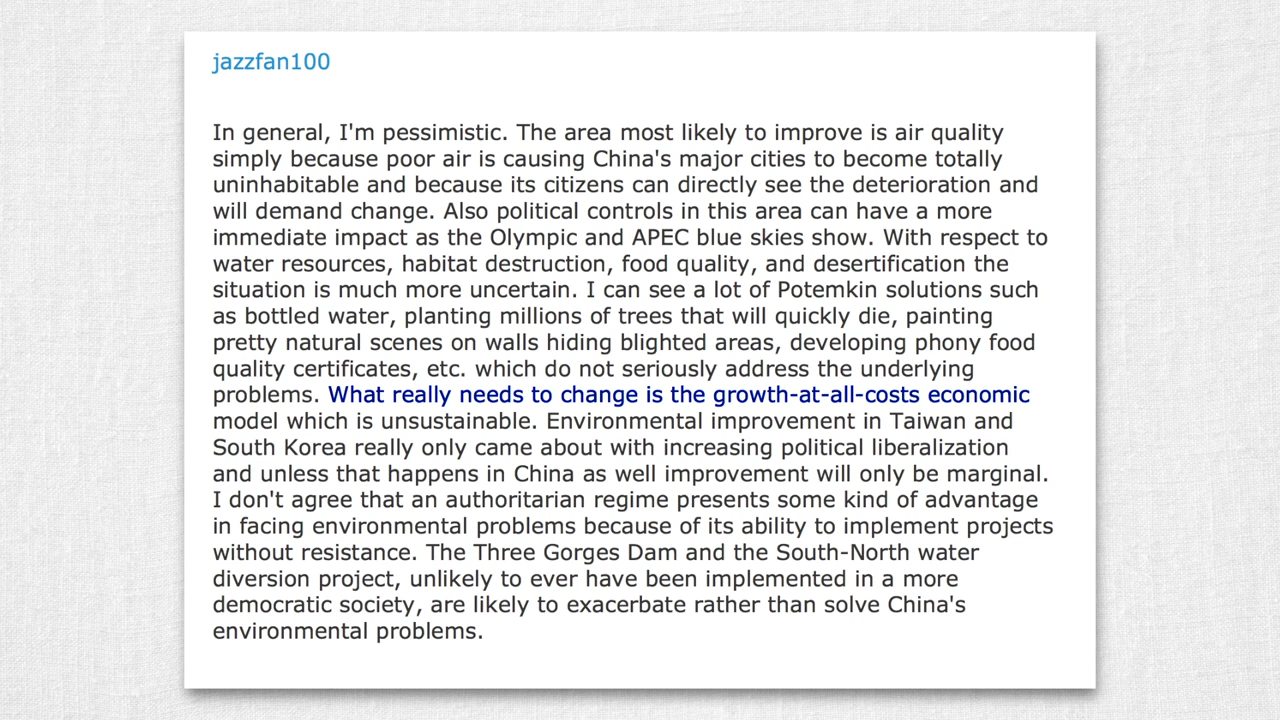 jazzfan100
In general, I'm pessimistic. The area most likely to improve is air quality
simply because poor air is causing China's major cities to become totally
uninhabitable and because its citizens can directly see the deterioration and
will demand change. Also political controls in this area can have a more
immediate impact as the Olympic and APEC blue skies show. With respect to
water resources, habitat destruction, food quality, and desertification the
situation is much more uncertain. I can see a lot of Potemkin solutions such
as bottled water, planting millions of trees that will quickly die, painting
pretty natural scenes on walls hiding blighted areas, developing phony food
quality certificates, etc. which do not seriously address the underlying
problems. What really needs to change is the growth-at-all-costs economic
model which is unsustainable. Environmental improvement in Taiwan and
South Korea really only came about with increasing political liberalization
and unless that happens in China as well improvement will only be marginal.
I don't agree that an authoritarian regime presents some kind of advantage
in facing environmental problems because of its ability to implement projects
without resistance. The Three Gorges Dam and the South-North water
diversion project, unlikely to ever have been implemented in a more
democratic society, are likely to exacerbate rather than solve China's
environmental problems.